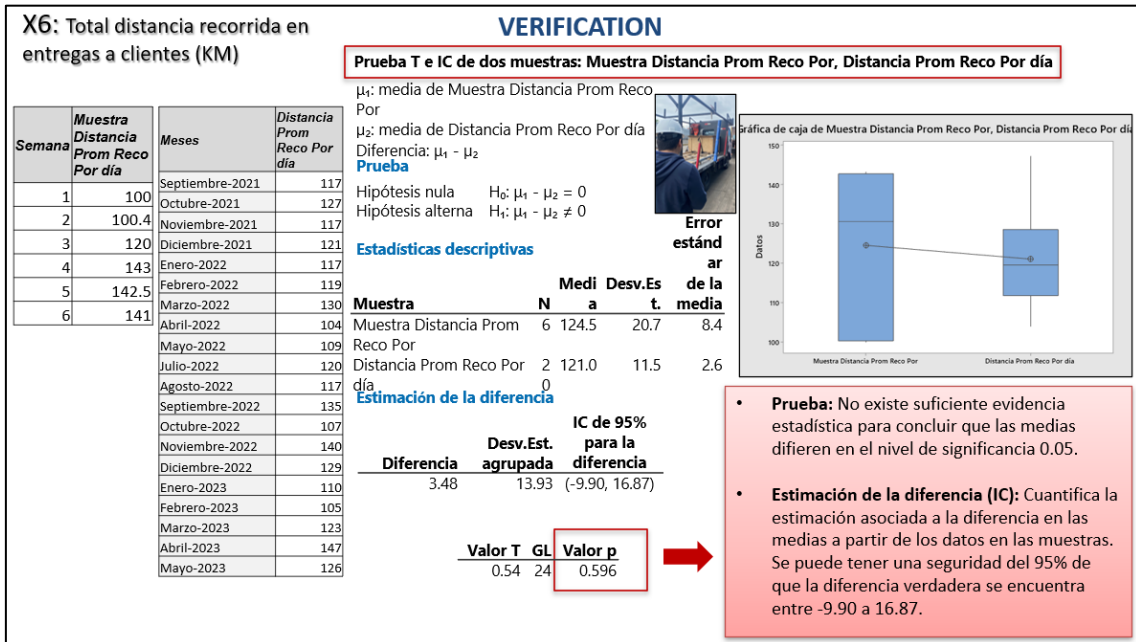 X6: Total distancia recorrida en
entregas a clientes (KM)
VERIFICATION
Prueba T e IC de dos muestras: Muestra Distancia Prom Reco Por, Distancia Prom Reco Por día
Semana Muestra Distancia Prom Reco Por día
1 100
2 100.4
3 120
4 143
5 142.5
6 141
Meses Distancia Prom Reco Por día
Septiembre-2021 117
Octubre-2021 127
Noviembre-2021 117
Diciembre-2021 121
Enero-2022 117
Febrero-2022 119
Marzo-2022 130
Abril-2022 104
Mayo-2022 109
Julio-2022 120
Agosto-2022 117
Septiembre-2022 135
Octubre-2022 107
Noviembre-2022 140
Diciembre-2022 129
Enero-2023 110
Febrero-2023 105
Marzo-2023 123
Abril-2023 147
Mayo-2023 126
μ₁: media de Muestra Distancia Prom Reco
Por
μ₂: media de Distancia Prom Reco Por día
Diferencia: μ₁ - μ₂
Prueba
Hipótesis nula H₀: μ₁ - μ₂ = 0
Hipótesis alterna H₁: μ₁ - μ₂ ≠ 0
Estadísticas descriptivas
Error
estánd
ar
Medi Desv.Es de la
Muestra N a t. media
Muestra Distancia Prom 6 124.5 20.7 8.4
Reco Por
Distancia Prom Reco Por 2 121.0 11.5 2.6
día 0
Estimación de la diferencia
IC de 95%
Desv.Est. para la
Diferencia agrupada diferencia
3.48 13.93 (-9.90, 16.87)
Valor T GL Valor p
0.54 24 0.596
Gráfica de caja de Muestra Distancia Prom Reco Por, Distancia Prom Reco Por día
Datos
150
140
130
120
110
100
Muestra Distancia Prom Reco Por
Distancia Prom Reco Por día
• Prueba: No existe suficiente evidencia
estadística para concluir que las medias
difieren en el nivel de significancia 0.05.
• Estimación de la diferencia (IC): Cuantifica la
estimación asociada a la diferencia en las
medias a partir de los datos en las muestras.
Se puede tener una seguridad del 95% de
que la diferencia verdadera se encuentra
entre -9.90 a 16.87.